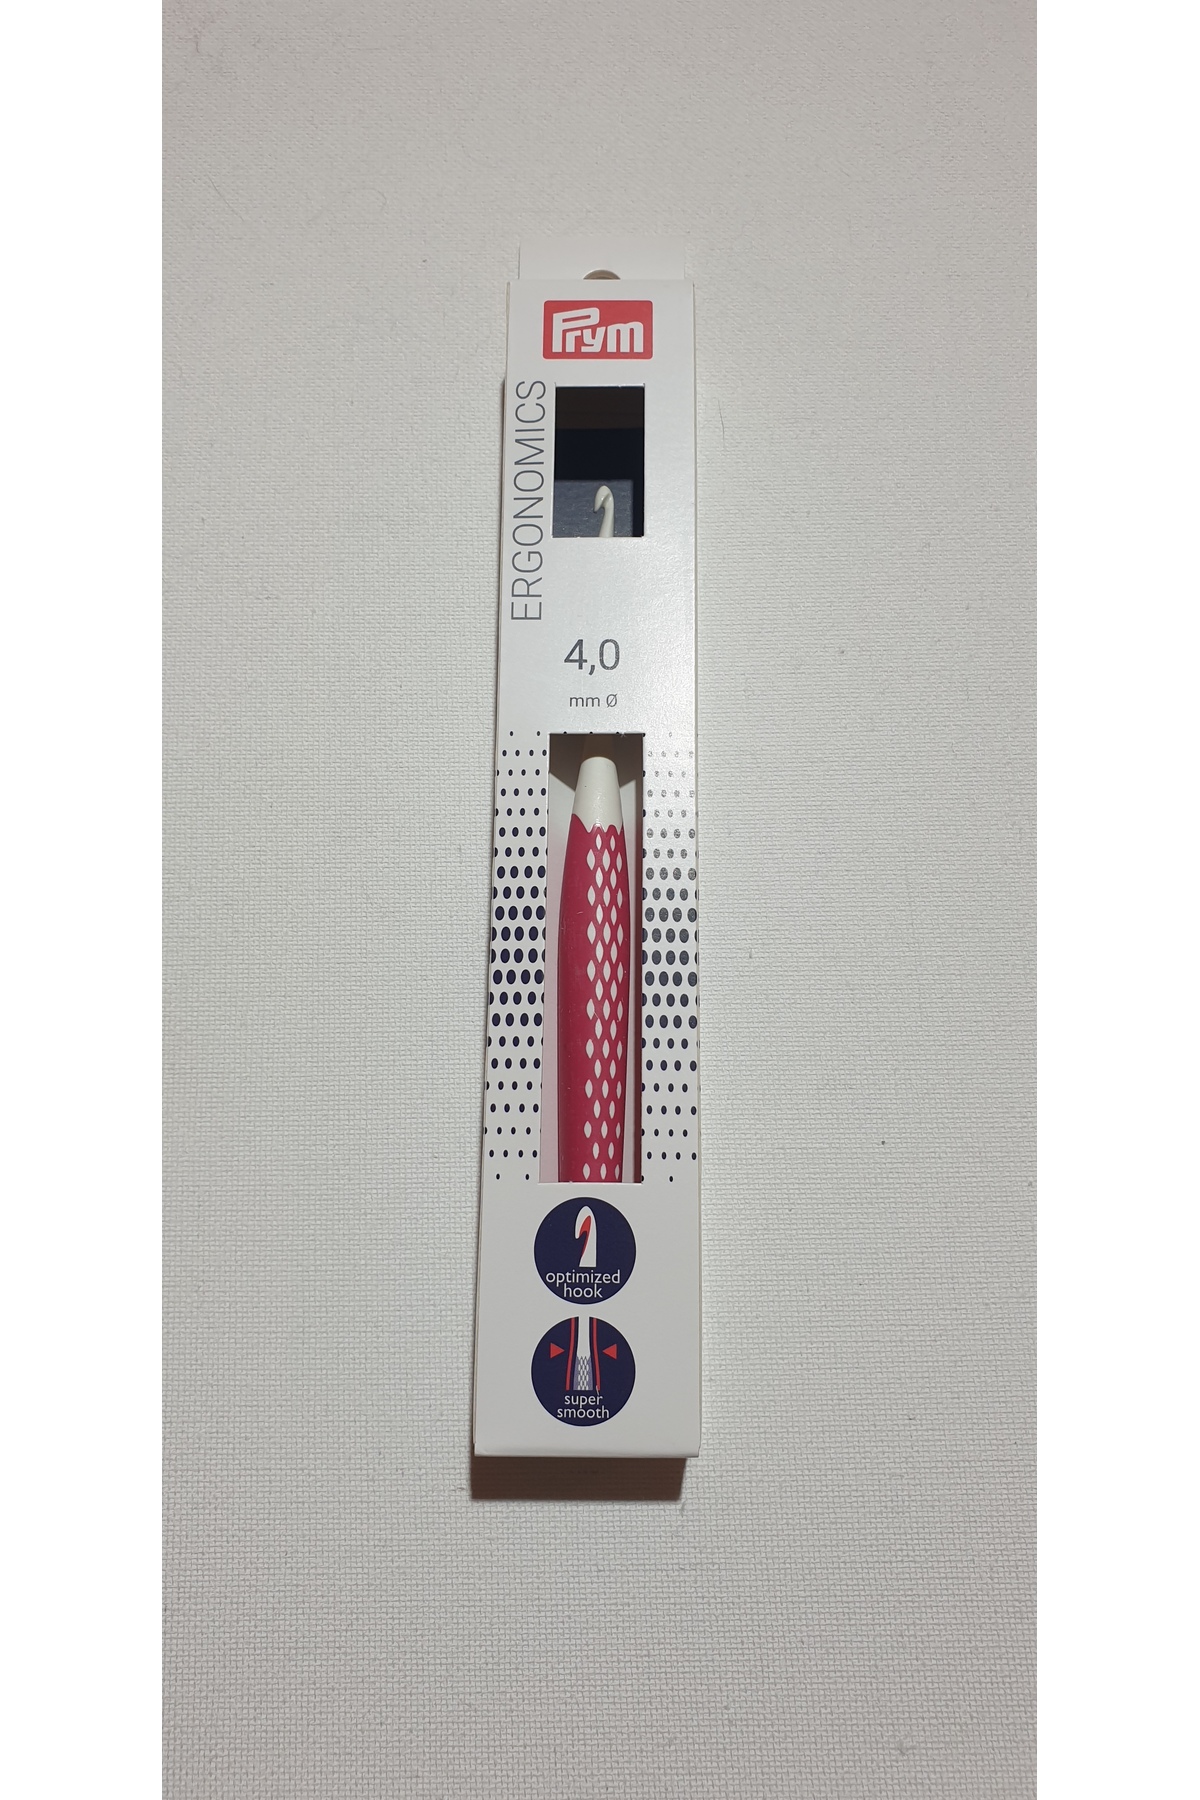 Prym
ERGONOMICS
4,0
mm Ø
optimized
hook
super
smooth